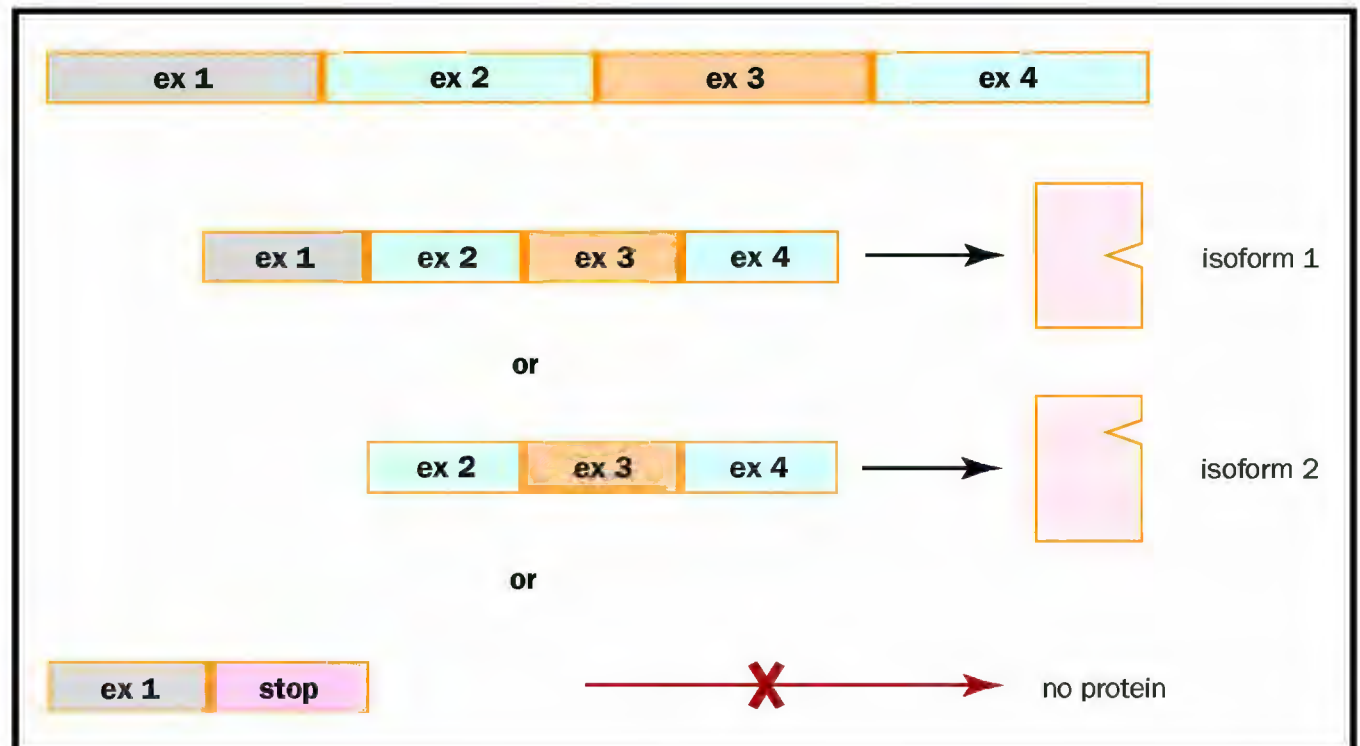 ex 1 ex 2 ex 3 ex 4
ex 1 ex 2 ex 3 ex 4 isoform 1
or
ex 2 ex 3 ex 4 isoform 2
or
ex 1 stop no protein